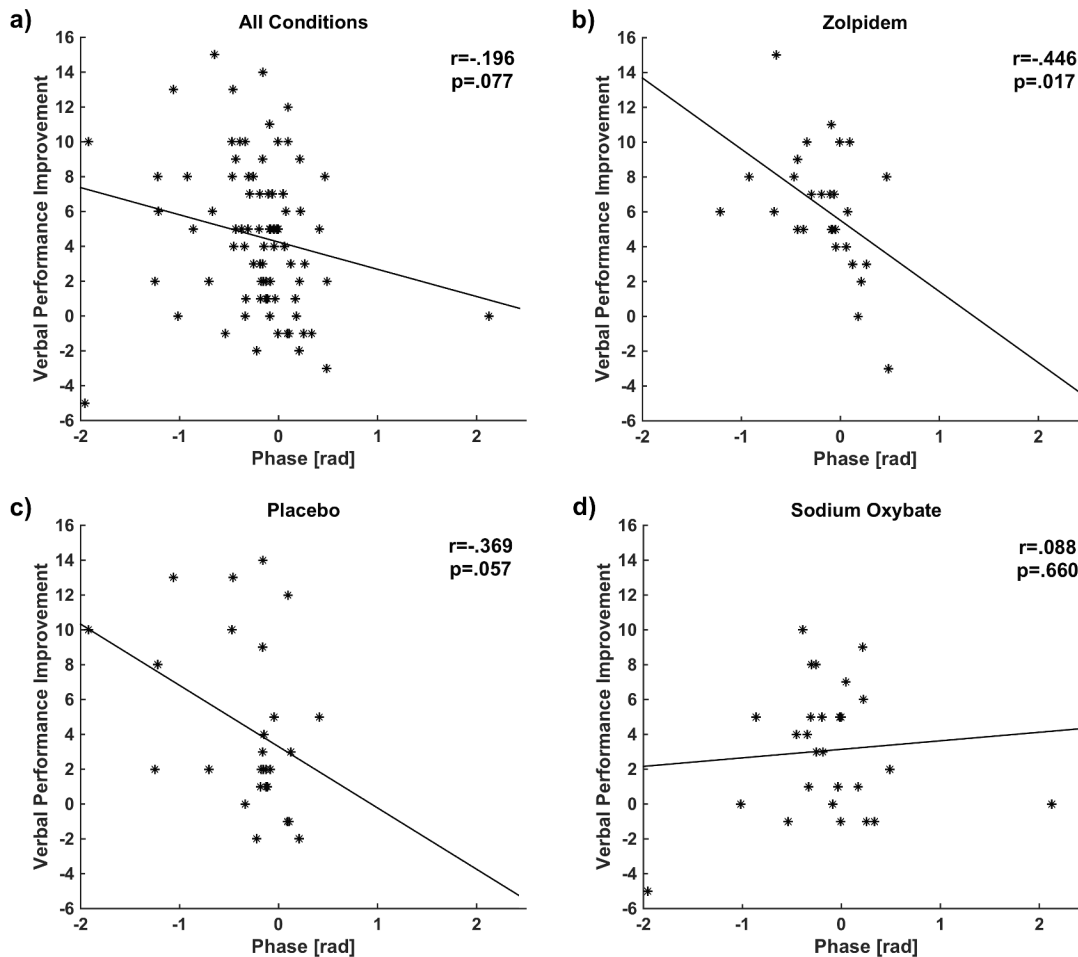 a)
All Conditions
r=-.196
p=.077
16
14
12
10
8
6
4
2
0
-2
-4
-6
Verbal Performance Improvement
-2 -1 0 1 2
Phase [rad]
b)
Zolpidem
r=-.446
p=.017
16
14
12
10
8
6
4
2
0
-2
-4
-6
Verbal Performance Improvement
-2 -1 0 1 2
Phase [rad]
c)
Placebo
r=-.369
p=.057
16
14
12
10
8
6
4
2
0
-2
-4
-6
Verbal Performance Improvement
-2 -1 0 1 2
Phase [rad]
d)
Sodium Oxybate
r=.088
p=.660
16
14
12
10
8
6
4
2
0
-2
-4
-6
Verbal Performance Improvement
-2 -1 0 1 2
Phase [rad]